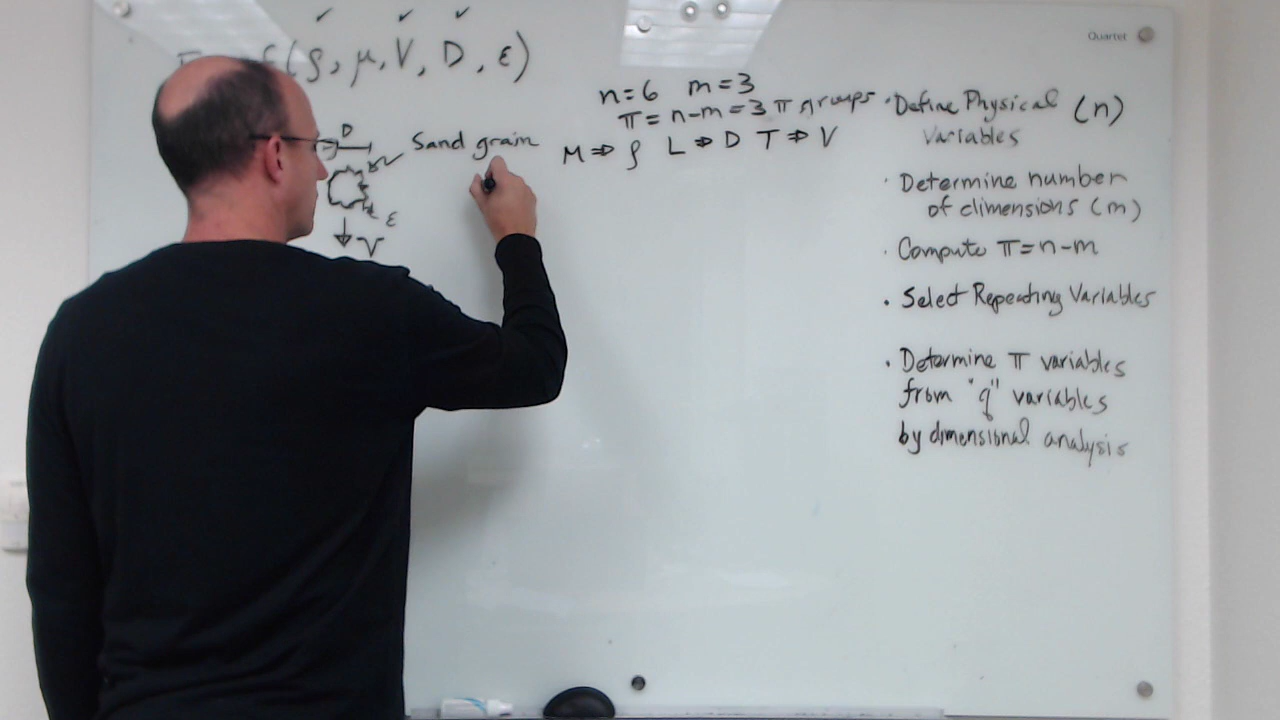 f(ρ, μ, V, D, ε)
n=6 m=3
π = n-m = 3 π groups
M ⇒ ρ L ⇒ D T ⇒ V
D
Sand grain
ε
V
Quartet
· Define Physical (n)
Variables
· Determine number
of dimensions (m)
· Compute π = n-m
· Select Repeating Variables
· Determine π variables
from "q" variables
by dimensional analysis